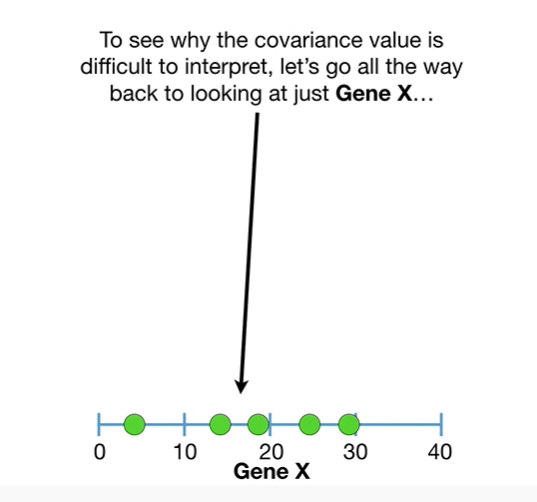 To see why the covariance value is
difficult to interpret, let’s go all the way
back to looking at just Gene X…
0 10 20 30 40
Gene X